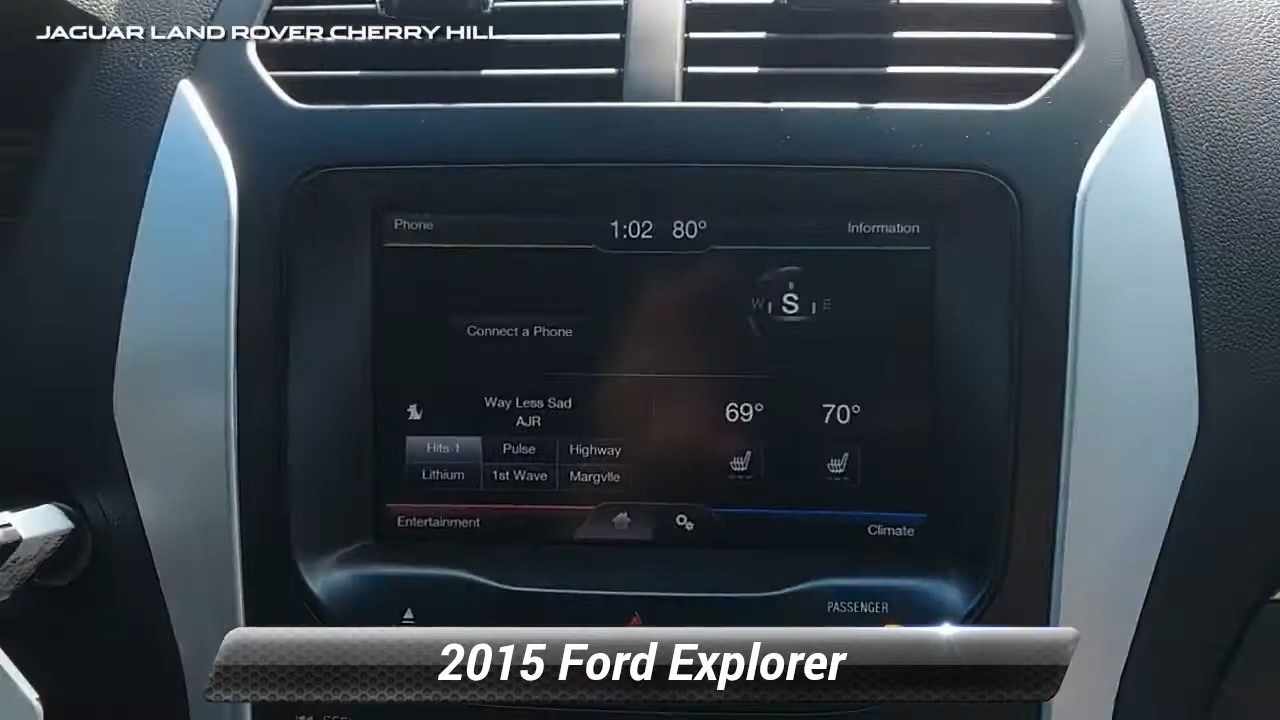 JAGUAR LAND ROVER CHERRY HILL
Phone
1:02 80°
Information
W S E
Connect a Phone
Way Less Sad
AJR
69° 70°
Hits 1 Pulse Highway
Lithium 1st Wave Margvlle
Entertainment
Climate
PASSENGER
2015 Ford Explorer